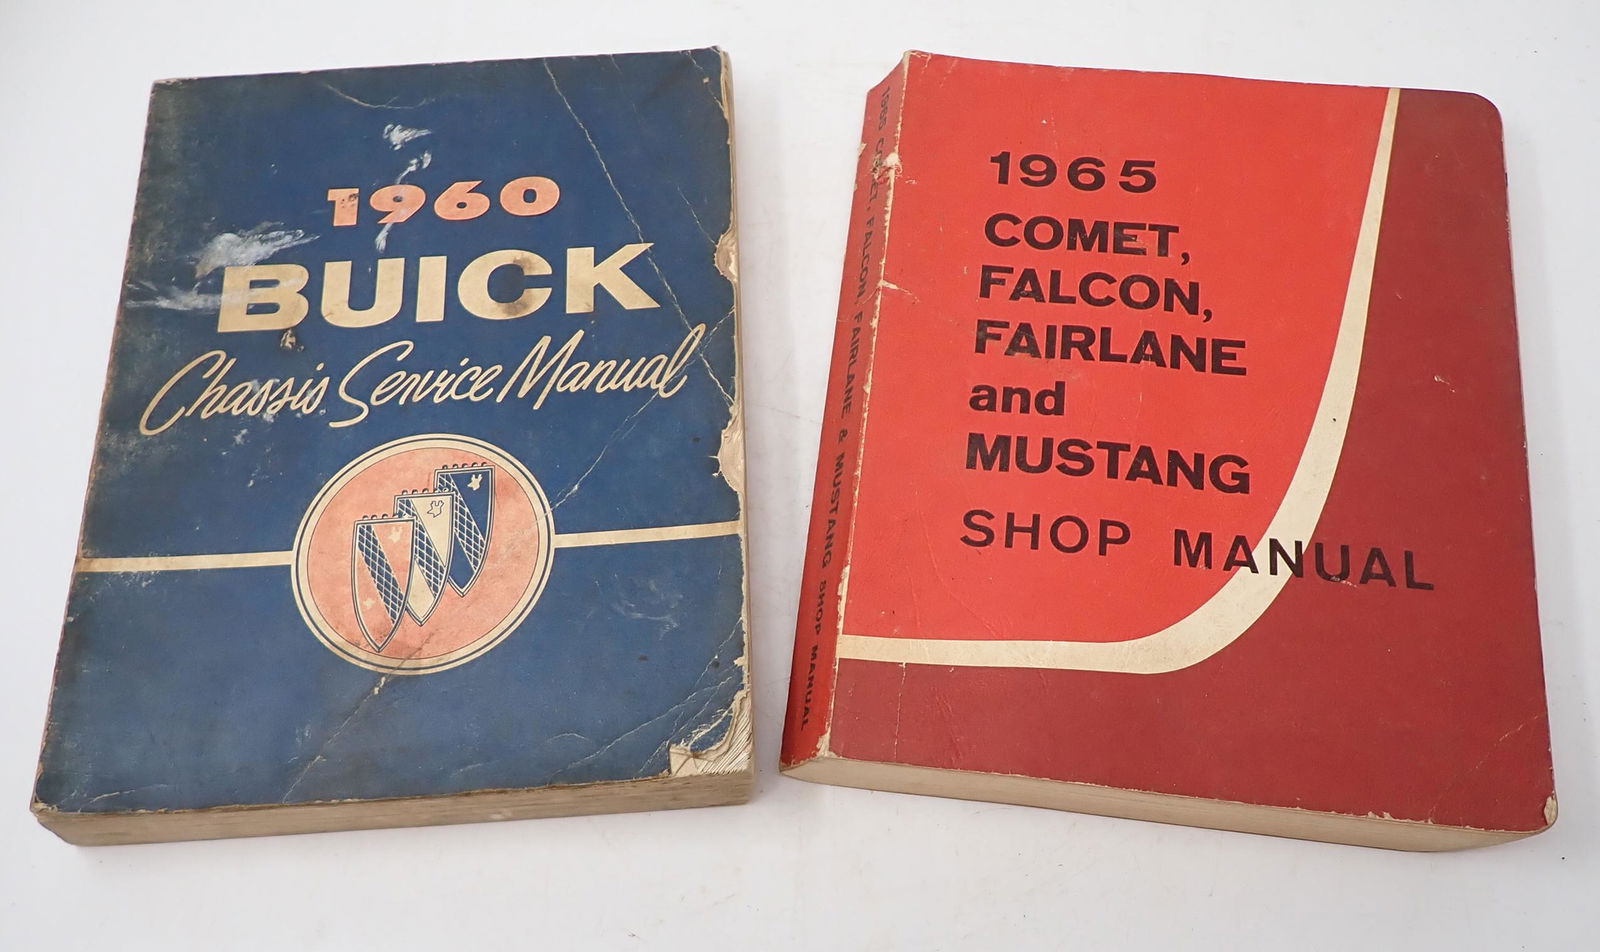 1960
BUICK
Chassis Service Manual
1965 COMET, FALCON, FAIRLANE & MUSTANG SHOP MANUAL
1965
COMET,
FALCON,
FAIRLANE
and
MUSTANG
SHOP MANUAL